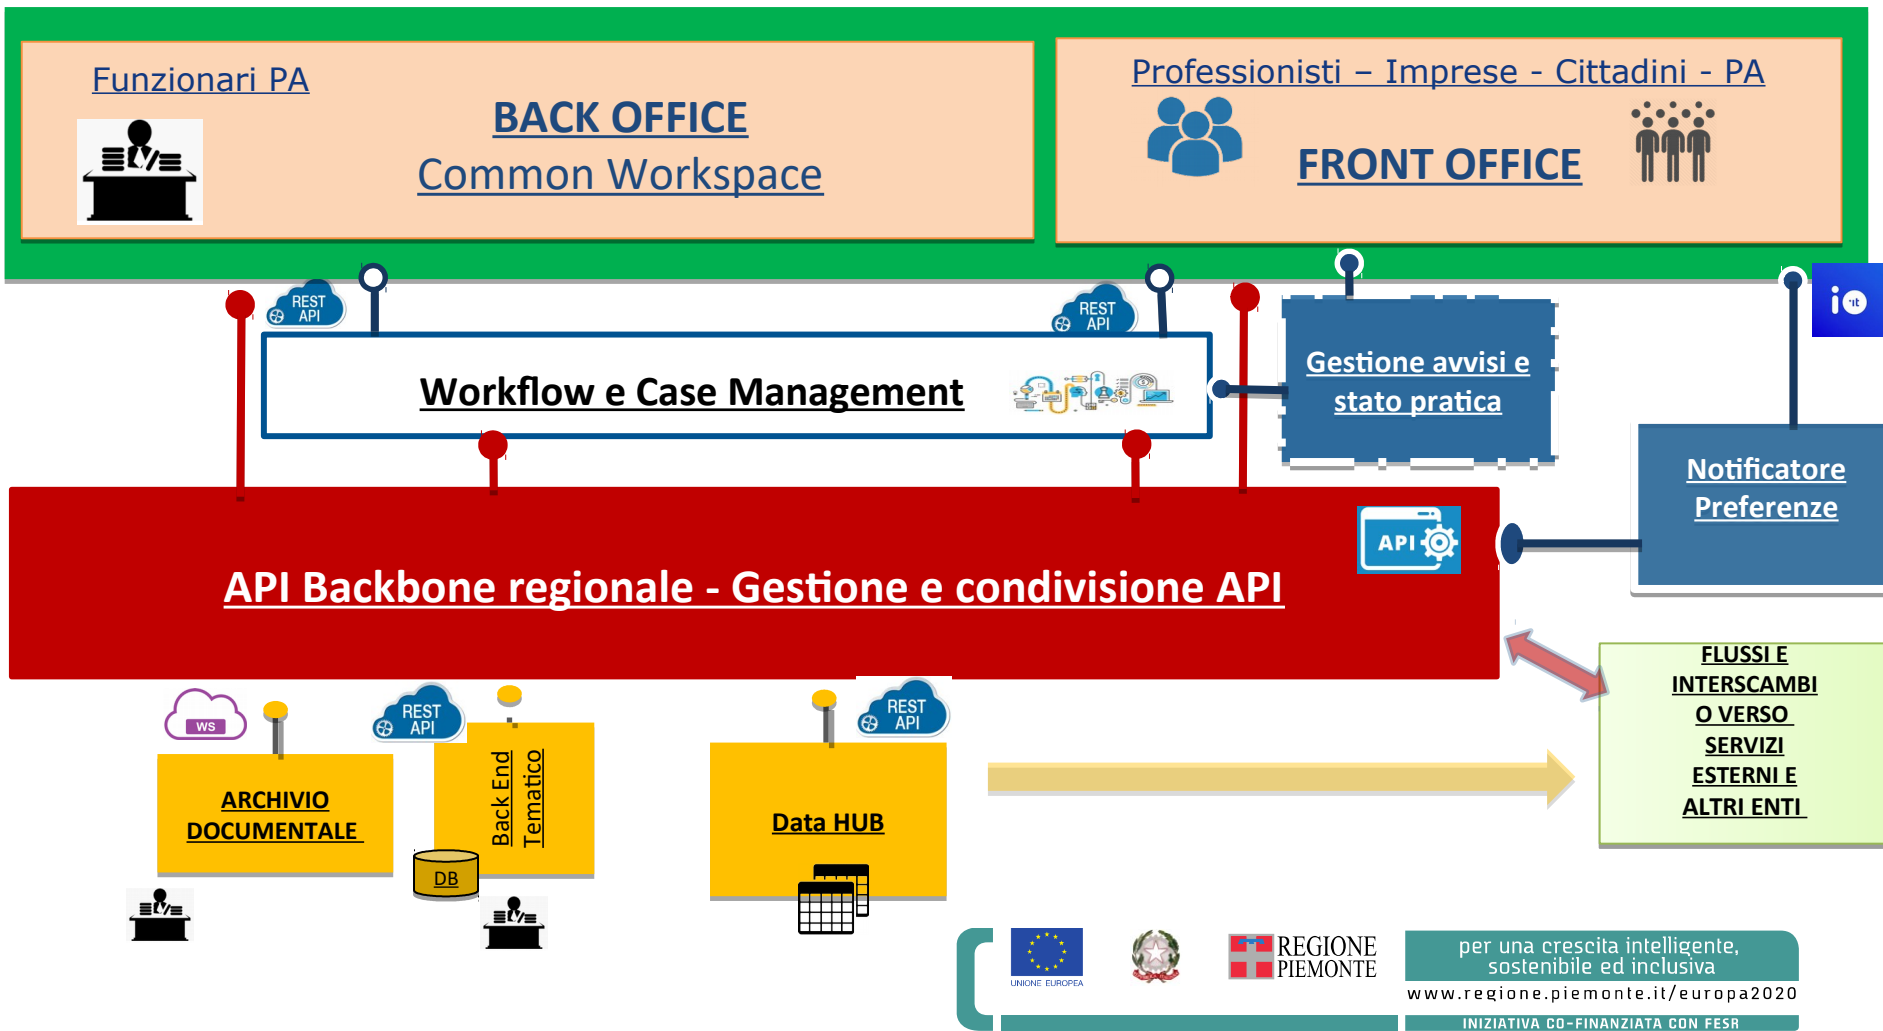 Funzionari PA
BACK OFFICE
Common Workspace
Professionisti – Imprese - Cittadini - PA
FRONT OFFICE
REST
API
REST
API
io
it
Workflow e Case Management
Gestione avvisi e
stato pratica
Notificatore
Preferenze
API
API Backbone regionale - Gestione e condivisione API
FLUSSI E
INTERSCAMBI
O VERSO
SERVIZI
ESTERNI E
ALTRI ENTI
WS
REST
API
REST
API
ARCHIVIO
DOCUMENTALE
Back End
Tematico
DB
Data HUB
UNIONE EUROPEA
REGIONE
PIEMONTE
per una crescita intelligente,
sostenibile ed inclusiva
www.regione.piemonte.it/europa2020
INIZIATIVA CO-FINANZIATA CON FESR